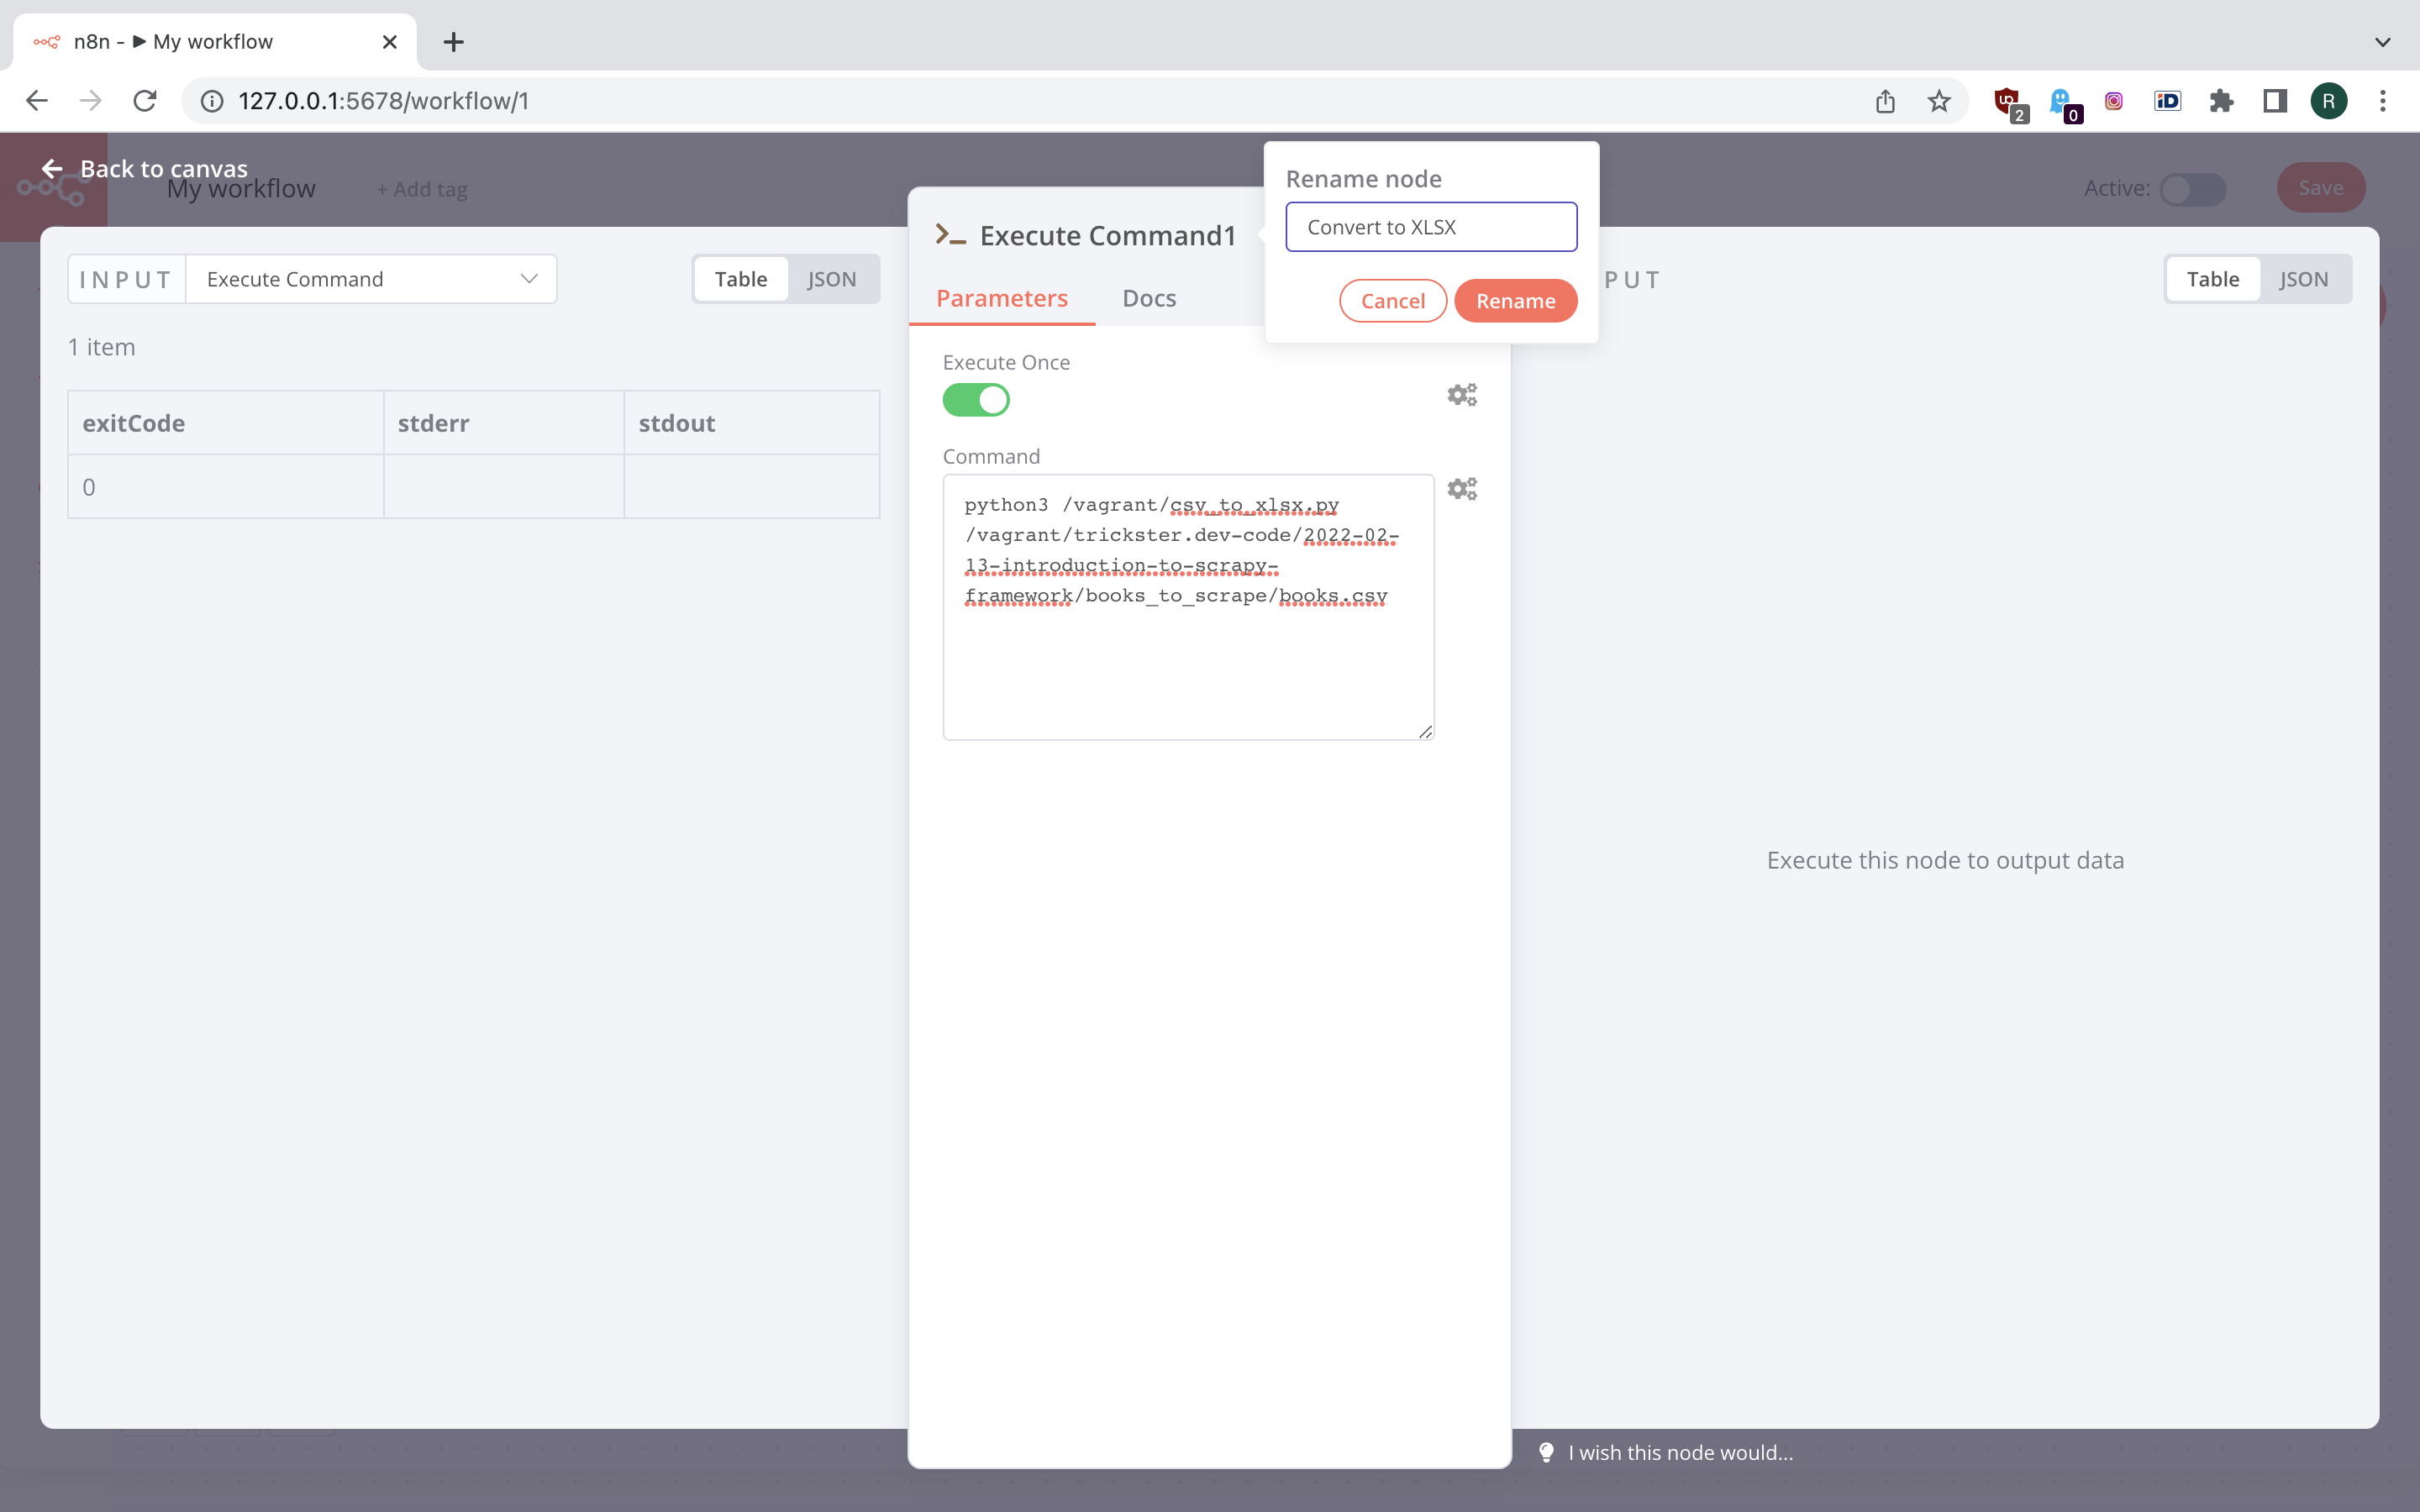 n8n - ▶ My workflow
127.0.0.1:5678/workflow/1
2
0
iD
R
Back to canvas
My workflow
+ Add tag
Active:
Save
Rename node
Convert to XLSX
Cancel
Rename
INPUT
Execute Command
Table
JSON
1 item
exitCode
stderr
stdout
0
Execute Command1
Parameters
Docs
Execute Once
Command
python3 /vagrant/csv_to_xlsx.py
/vagrant/trickster.dev-code/2022-02-
13-introduction-to-scrapy-
framework/books_to_scrape/books.csv
PUT
Table
JSON
Execute this node to output data
I wish this node would...